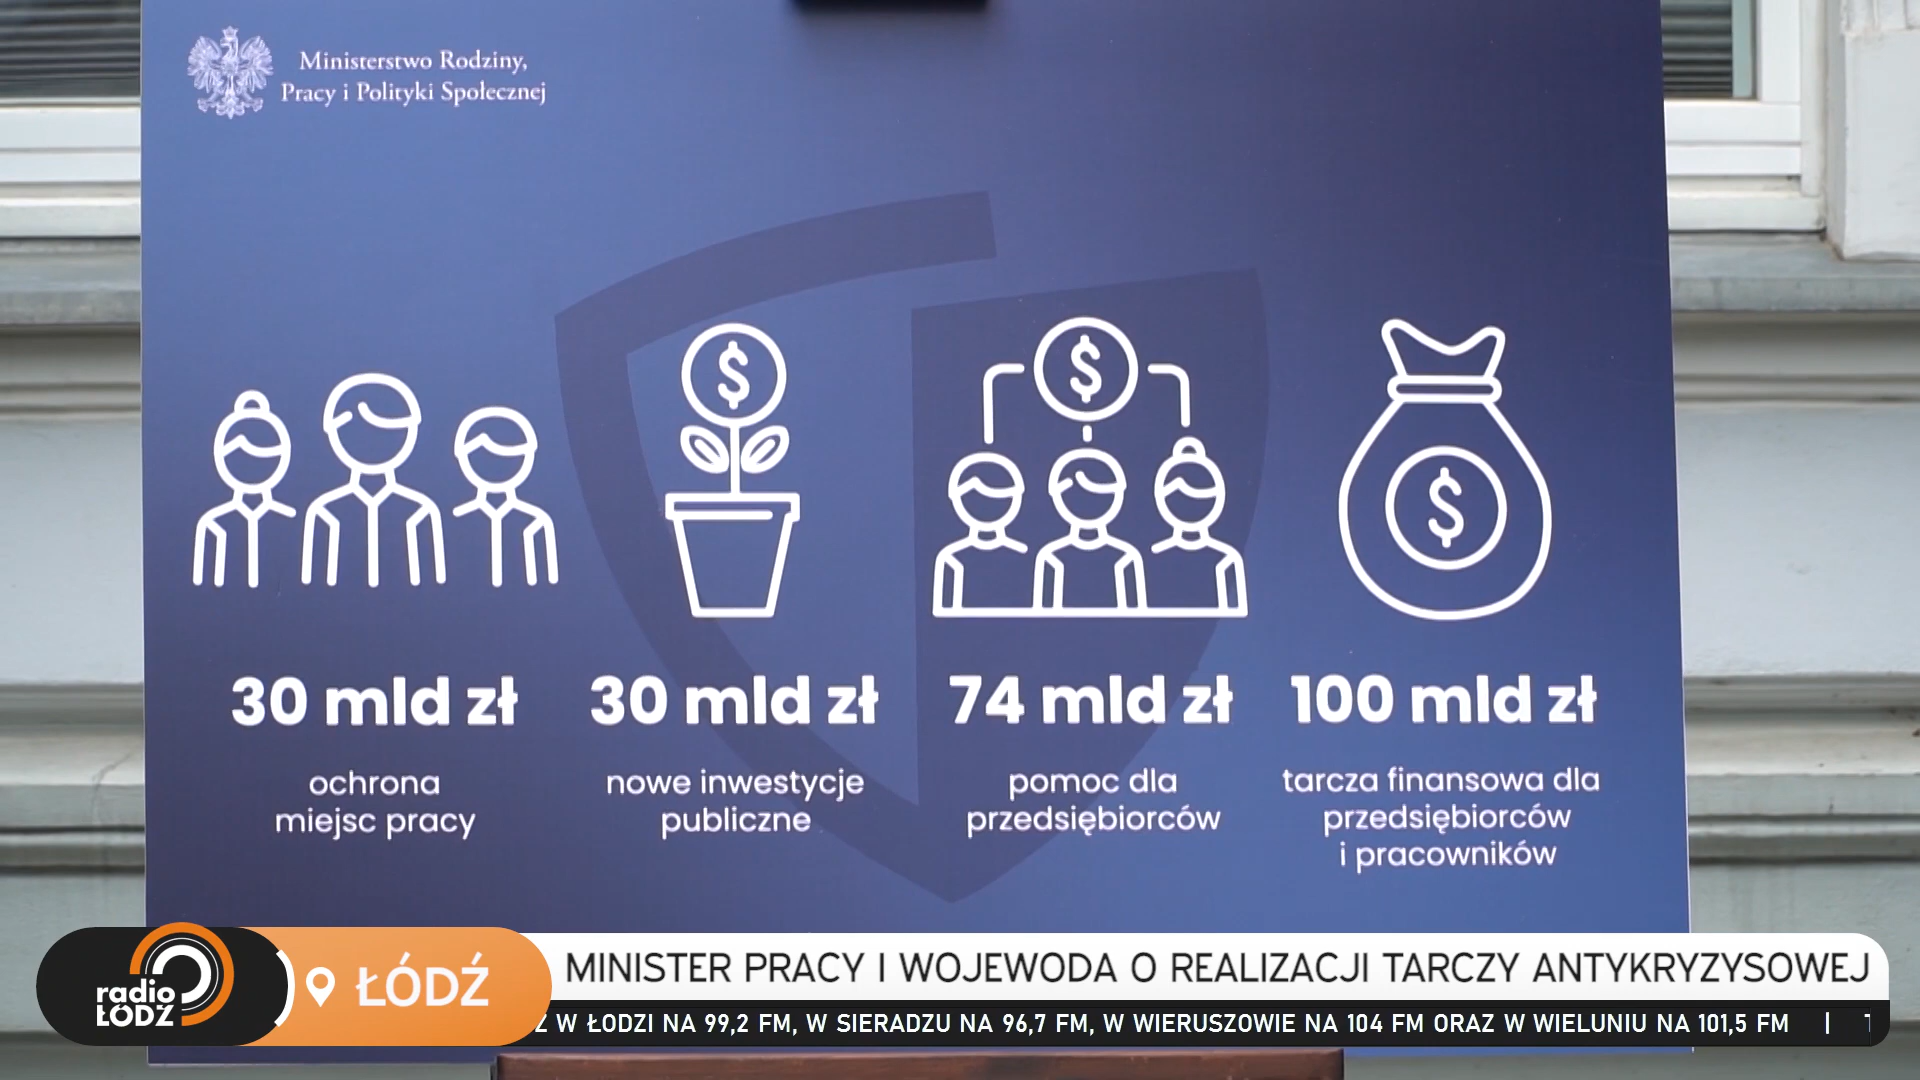 Ministerstwo Rodziny,
Pracy i Polityki Społecznej
30 mld zł
ochrona
miejsc pracy
30 mld zł
nowe inwestycje
publiczne
74 mld zł
pomoc dla
przedsiębiorców
100 mld zł
tarcza finansowa dla
przedsiębiorców
i pracowników
radio
ŁÓDŹ
ŁÓDŹ
MINISTER PRACY I WOJEWODA O REALIZACJI TARCZY ANTYKRYZYSOWEJ
W ŁODZI NA 99,2 FM, W SIERADZU NA 96,7 FM, W WIERUSZOWIE NA 104 FM ORAZ W WIELUNIU NA 101,5 FM |